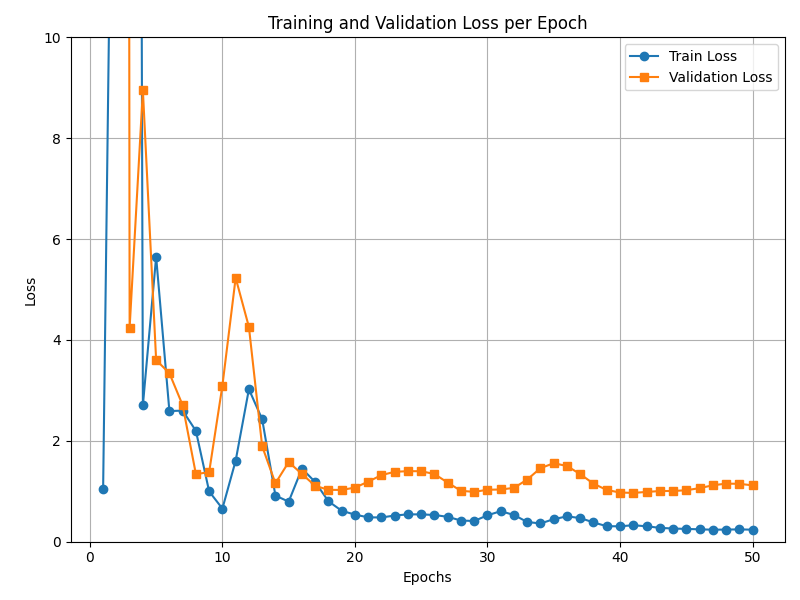 Training and Validation Loss per Epoch
Train Loss
Validation Loss
10
8
6
4
2
0
Loss
0 10 20 30 40 50
Epochs